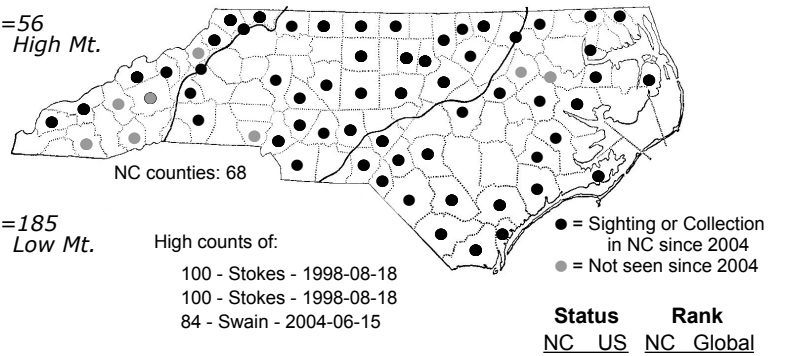 =56
High Mt.
NC counties: 68
=185
Low Mt.
High counts of:
100 - Stokes - 1998-08-18
100 - Stokes - 1998-08-18
84 - Swain - 2004-06-15
= Sighting or Collection
in NC since 2004
= Not seen since 2004
Status Rank
NC US NC Global